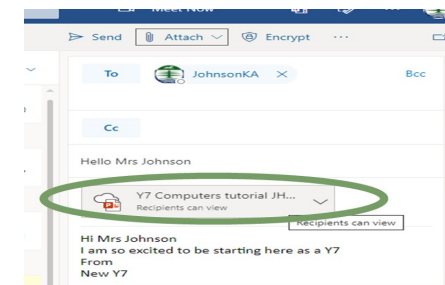 Meet Now
Send Attach Encrypt ...
To JohnsonKA Bcc
Cc
Hello Mrs Johnson
Y7 Computers tutorial JH...
Recipients can view
Recipients can view
Hi Mrs Johnson
I am so excited to be starting here as a Y7
From
New Y7